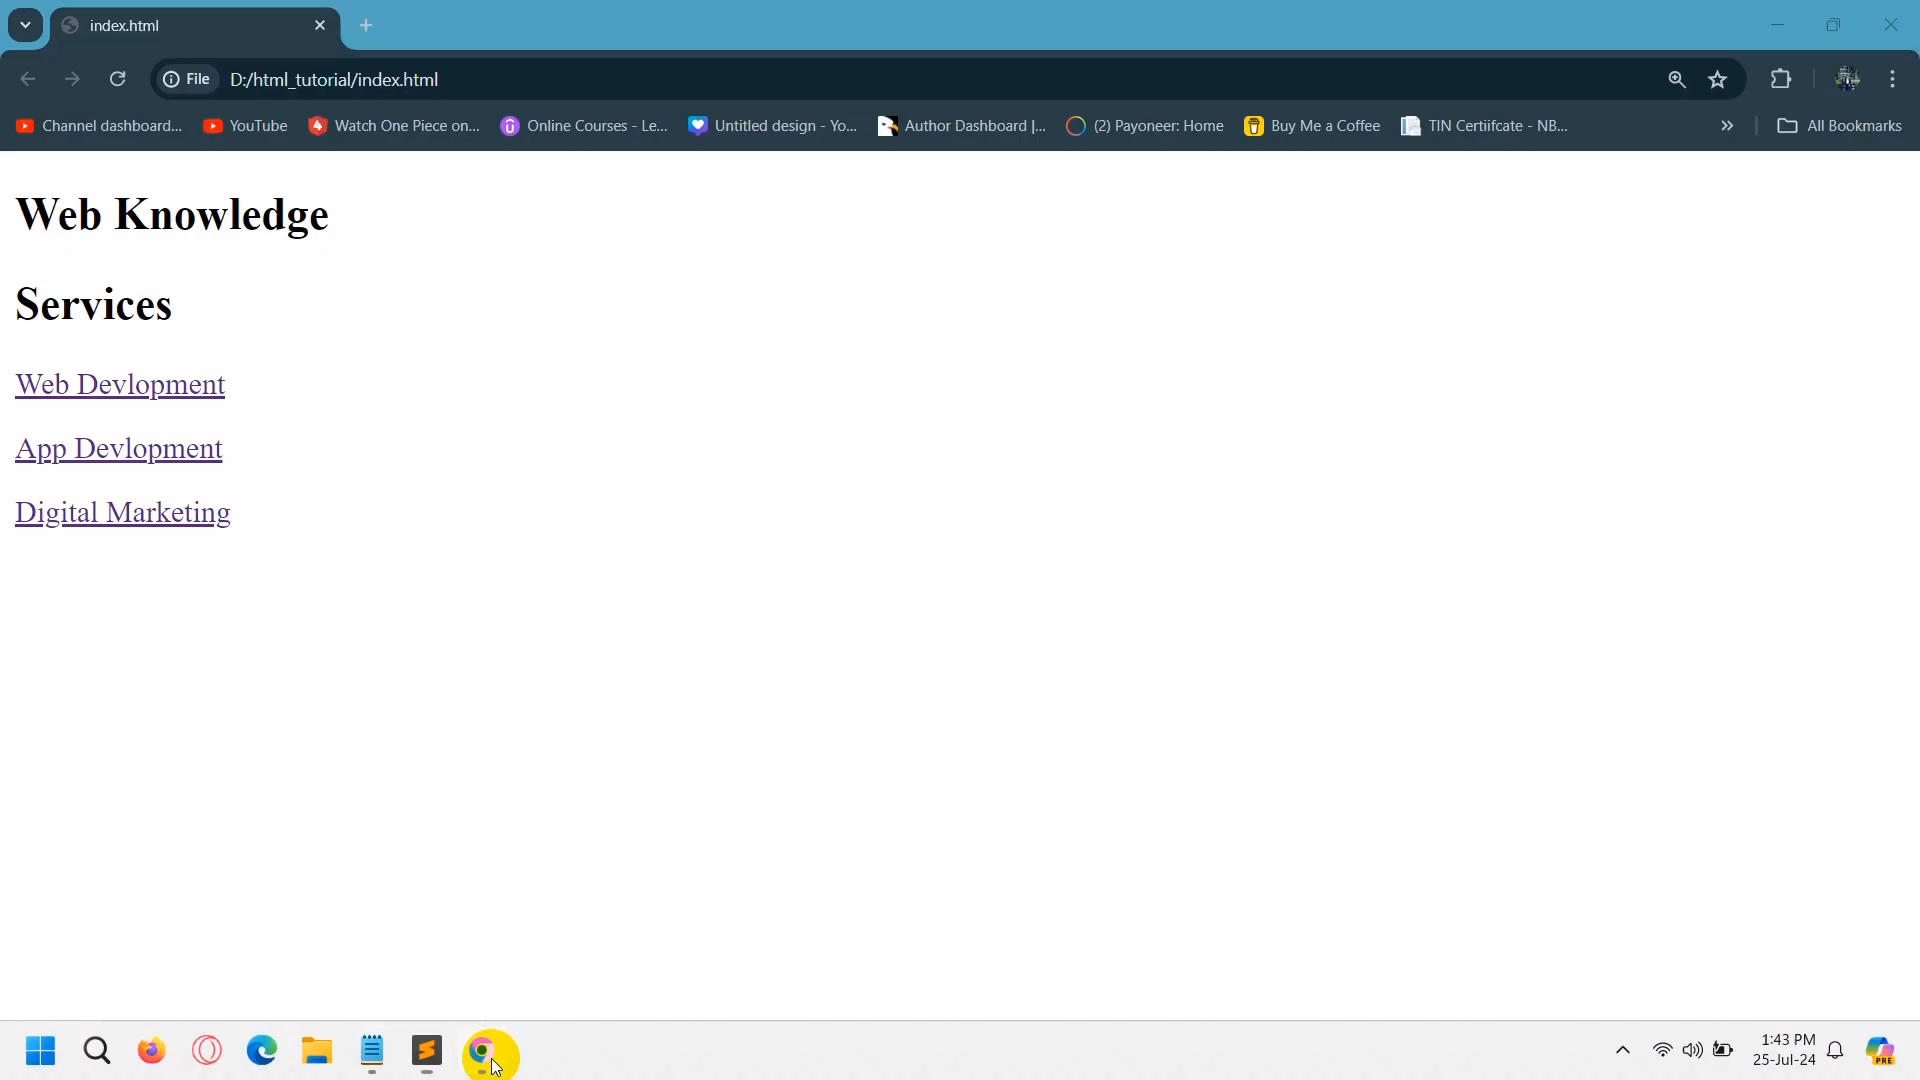 index.html
File D:/html_tutorial/index.html
Channel dashboard... YouTube Watch One Piece on... Online Courses - Le... Untitled design - Yo... Author Dashboard |... (2) Payoneer: Home Buy Me a Coffee TIN Certiifcate - NB... All Bookmarks
Web Knowledge
Services
Web Devlopment
App Devlopment
Digital Marketing
1:43 PM
25-Jul-24
PRE